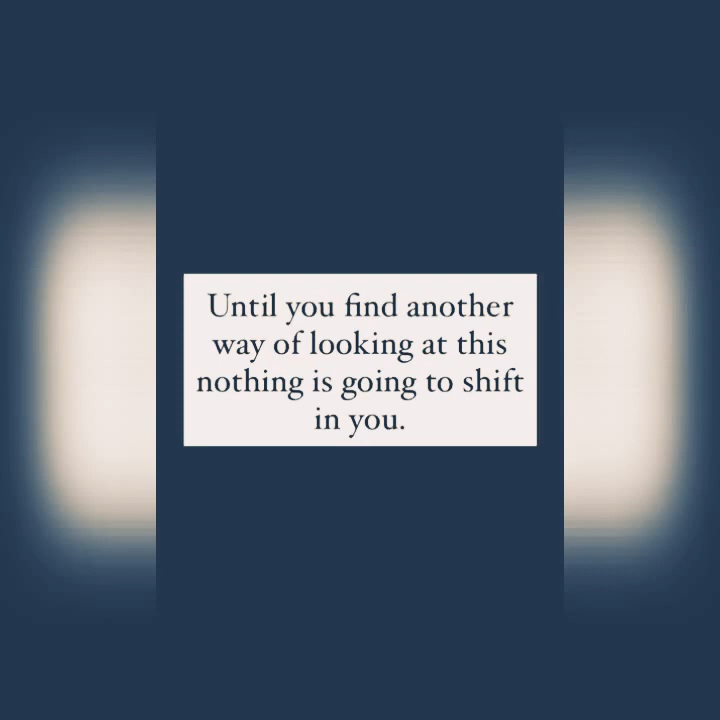 Until you find another
way of looking at this
nothing is going to shift
in you.